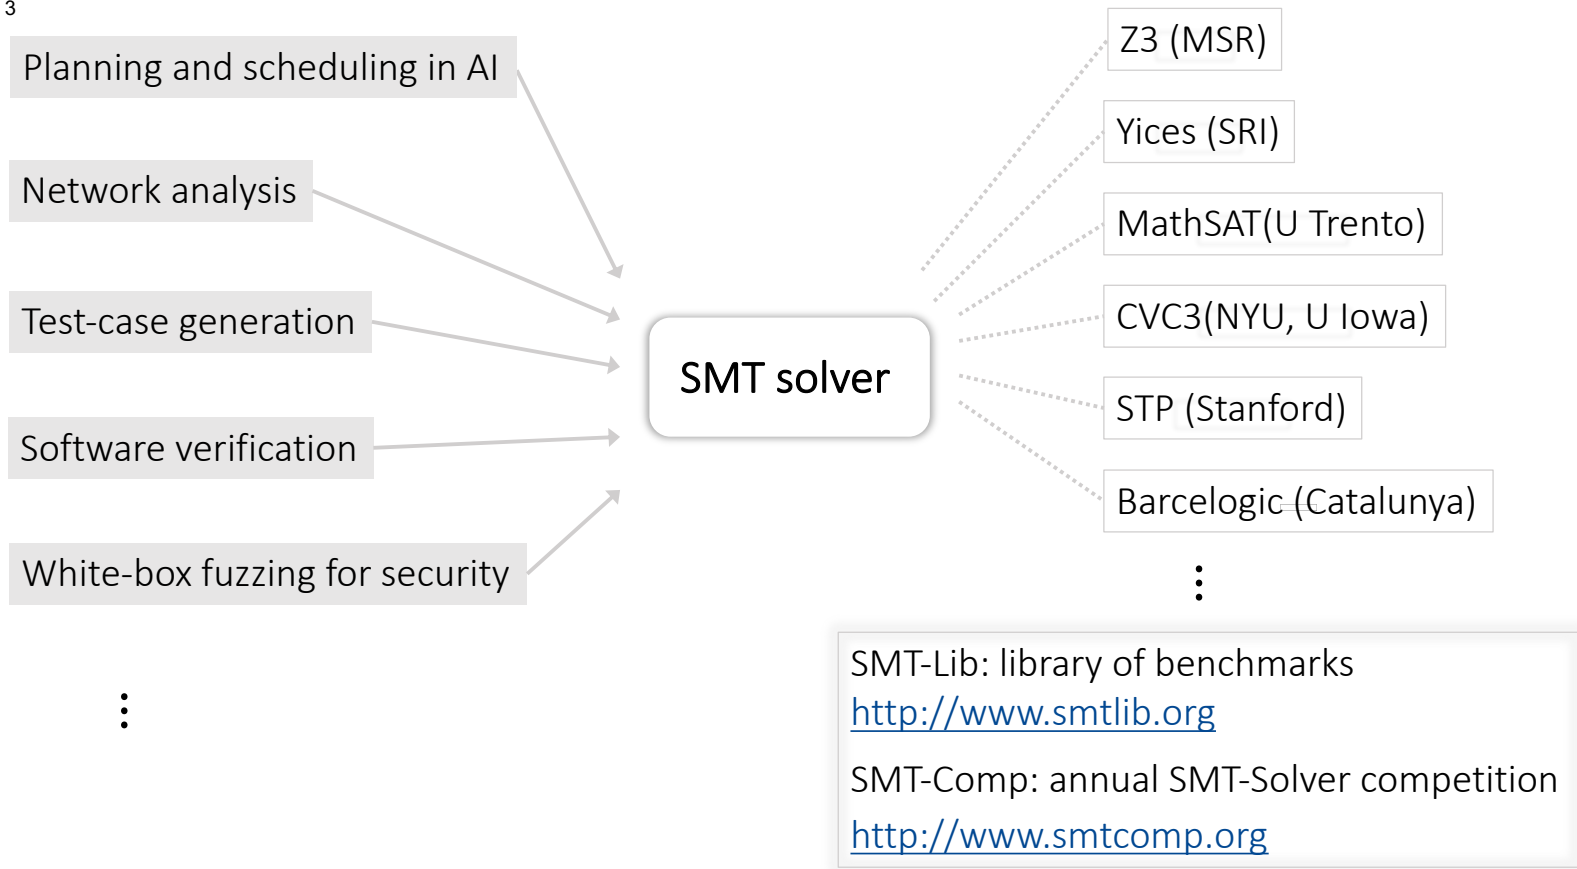 3
Planning and scheduling in AI
Network analysis
Test-case generation
Software verification
White-box fuzzing for security
⋮
SMT solver
Z3 (MSR)
Yices (SRI)
MathSAT(U Trento)
CVC3(NYU, U Iowa)
STP (Stanford)
Barcelogic (Catalunya)
⋮
SMT-Lib: library of benchmarks
http://www.smtlib.org
SMT-Comp: annual SMT-Solver competition
http://www.smtcomp.org